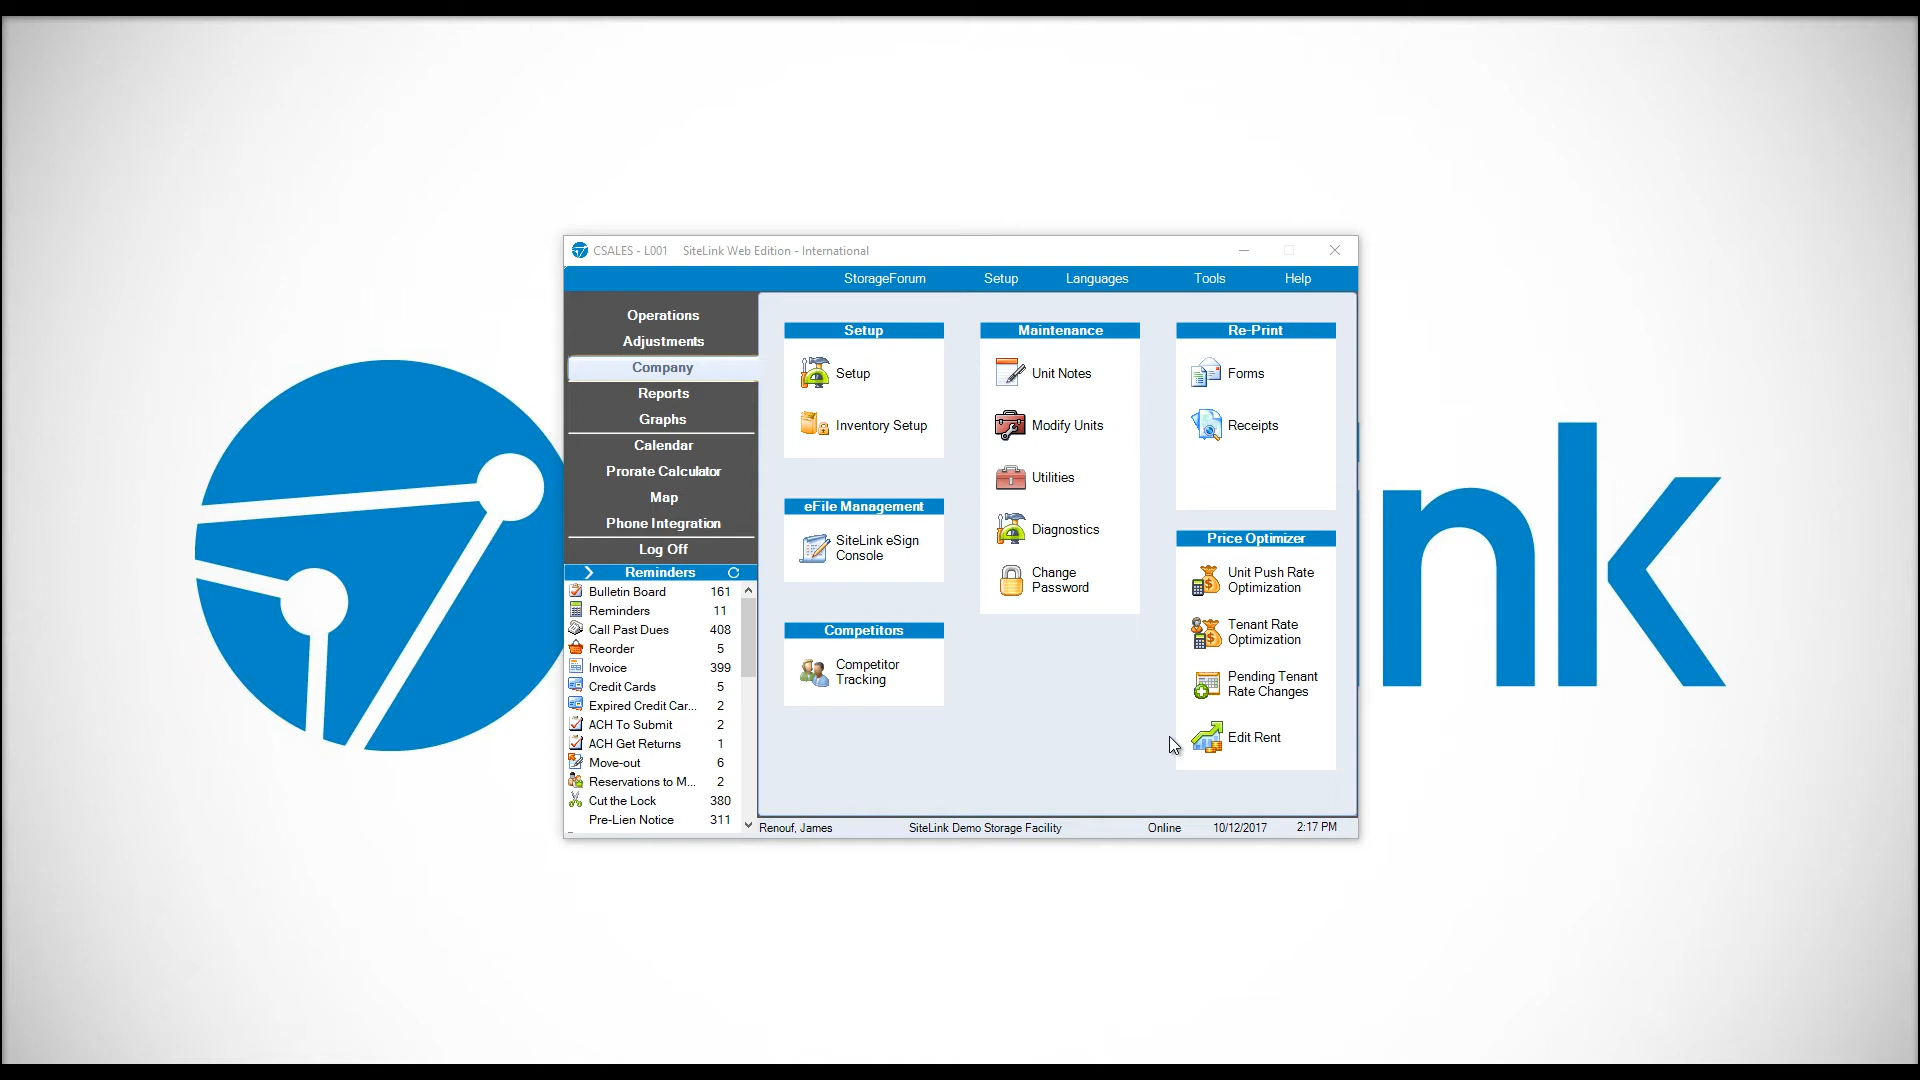 CSALES - L001 SiteLink Web Edition - International
StorageForum Setup Languages Tools Help
Operations
Adjustments
Company
Reports
Graphs
Calendar
Prorate Calculator
Map
Phone Integration
Log Off
Reminders
Bulletin Board 161
Reminders 11
Call Past Dues 408
Reorder 5
Invoice 399
Credit Cards 5
Expired Credit Car... 2
ACH To Submit 2
ACH Get Returns 1
Move-out 6
Reservations to M... 2
Cut the Lock 380
Pre-Lien Notice 311
Setup
Setup
Inventory Setup
eFile Management
SiteLink eSign
Console
Competitors
Competitor
Tracking
Maintenance
Unit Notes
Modify Units
Utilities
Diagnostics
Change
Password
Re-Print
Forms
Receipts
Price Optimizer
Unit Push Rate
Optimization
Tenant Rate
Optimization
Pending Tenant
Rate Changes
Edit Rent
Renouf, James SiteLink Demo Storage Facility Online 10/12/2017 2:17 PM
nk